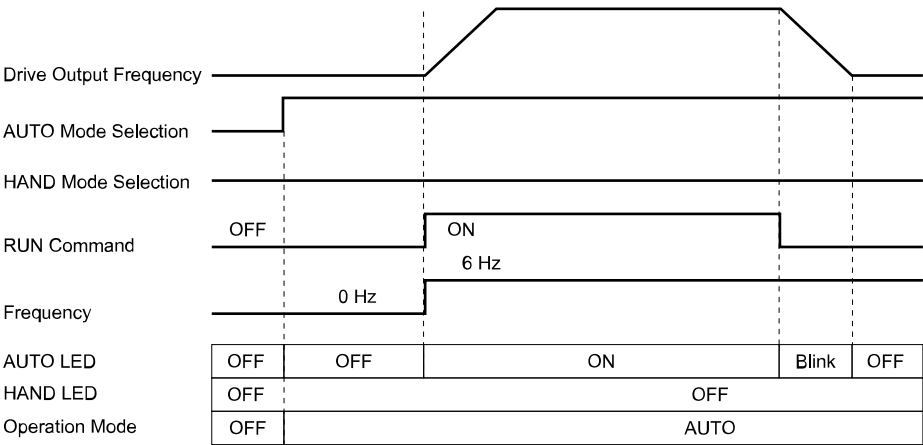 Drive Output Frequency
AUTO Mode Selection
HAND Mode Selection
OFF
ON
RUN Command
6 Hz
0 Hz
Frequency
AUTO LED OFF OFF ON Blink OFF
HAND LED OFF OFF
Operation Mode OFF AUTO